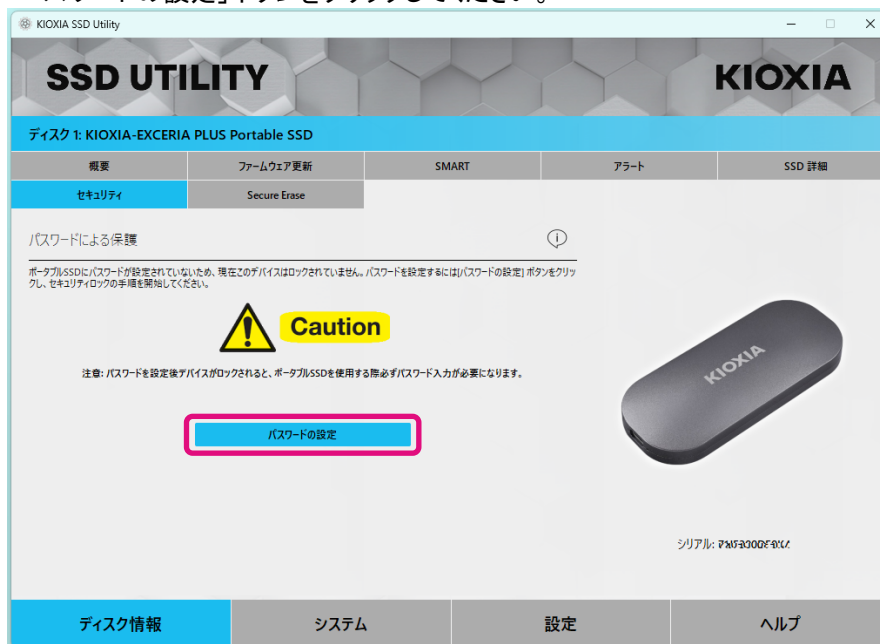 KIOXIA SSD Utility
SSD UTILITY
KIOXIA
ディスク 1: KIOXIA-EXCERIA PLUS Portable SSD
概要
ファームウェア更新
SMART
アラート
SSD 詳細
セキュリティ
Secure Erase
パスワードによる保護
ポータブルSSDにパスワードが設定されていないため、現在このデバイスはロックされていません。パスワードを設定するには[パスワードの設定] ボタンをクリッ
クし、セキュリティロックの手順を開始してください。
Caution
注意: パスワードを設定後デバイスがロックされると、ポータブルSSDを使用する際必ずパスワード入力が必要になります。
パスワードの設定
KIOXIA
シリアル:
ディスク情報
システム
設定
ヘルプ